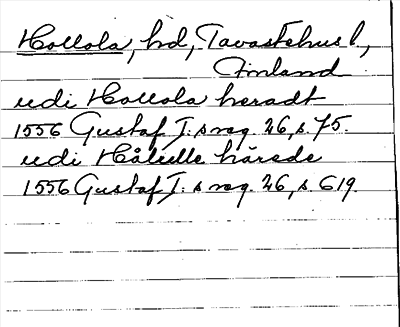 Hollola, hd, Tavastehus l,
Finland
udi Hollola heradt
1556 Gustaf I:s reg. 26, s. 75.
udi Hålulle härade
1556 Gustaf I:s reg. 26, s. 619.